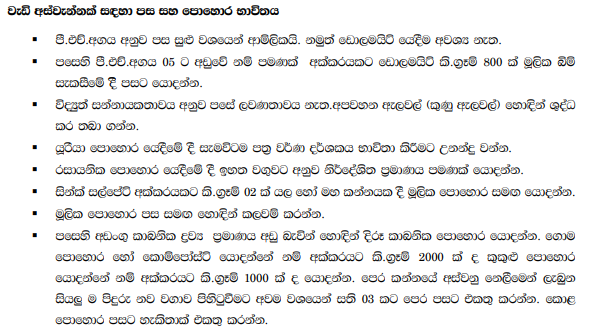 වැඩි අස්වැන්නක් සඳහා පස සහ පොහොර භාවිතය
▪ පී.එච්.අගය අනුව පස සුළු වශයෙන් ආම්ලිකයි. නමුත් ඩොලමයිට් යෙදීම අවශ්‍ය නැත.
▪ පසෙහි පී.එච්.අගය 05 ට අඩුවේ නම් පමණක් අක්කරයකට ඩොලමයිට් කි.ග්‍රෑම් 800 ක් මූලික බිම්
සැකසීමේ දී පසට යොදන්න.
▪ විද්‍යුත් සන්නායකතාවය අනුව පසේ ලවණතාවය නැත.අපවහන ඇලවල් (කුණු ඇලවල්) හොඳින් ශුද්ධ
කර තබා ගන්න.
▪ යූරියා පොහොර යෙදීමේ දී සැමවිටම පත්‍ර වර්ණ දර්ශකය භාවිතා කිරීමට උනන්දු වන්න.
▪ රසායනික පොහොර යෙදීමේ දී ඉහත වගුවට අනුව නිර්දේශිත ප්‍රමාණය පමණක් යොදන්න.
▪ සින්ක් සල්පේට් අක්කරයකට කි.ග්‍රෑම් 02 ක් යල හෝ මහ කන්නයක දී මූලික පොහොර සමඟ යොදන්න.
▪ මූලික පොහොර පස සමඟ හොඳින් කලවම් කරන්න.
▪ පසෙහි අඩංගු කාබනික ද්‍රව්‍ය ප්‍රමාණය අඩු බැවින් හොඳින් දිරූ කාබනික පොහොර යොදන්න. ගොම
පොහොර හෝ කොම්පෝස්ට් යොදන්නේ නම් අක්කරයකට කි.ග්‍රෑම් 2000 ක් ද කුකුළු පොහොර
යොදන්නේ නම් අක්කරයට කි.ග්‍රෑම් 1000 ක් ද යොදන්න. පෙර කන්නයේ අස්වනු නෙලීමෙන් ලැබුන
සියලු ම පිදුරු නව වගාව පිහිටුවීමට අවම වශයෙන් සති 03 කට පෙර පසට එකතු කරන්න. කොළ
පොහොර පසට හැකිතාක් එකතු කරන්න.